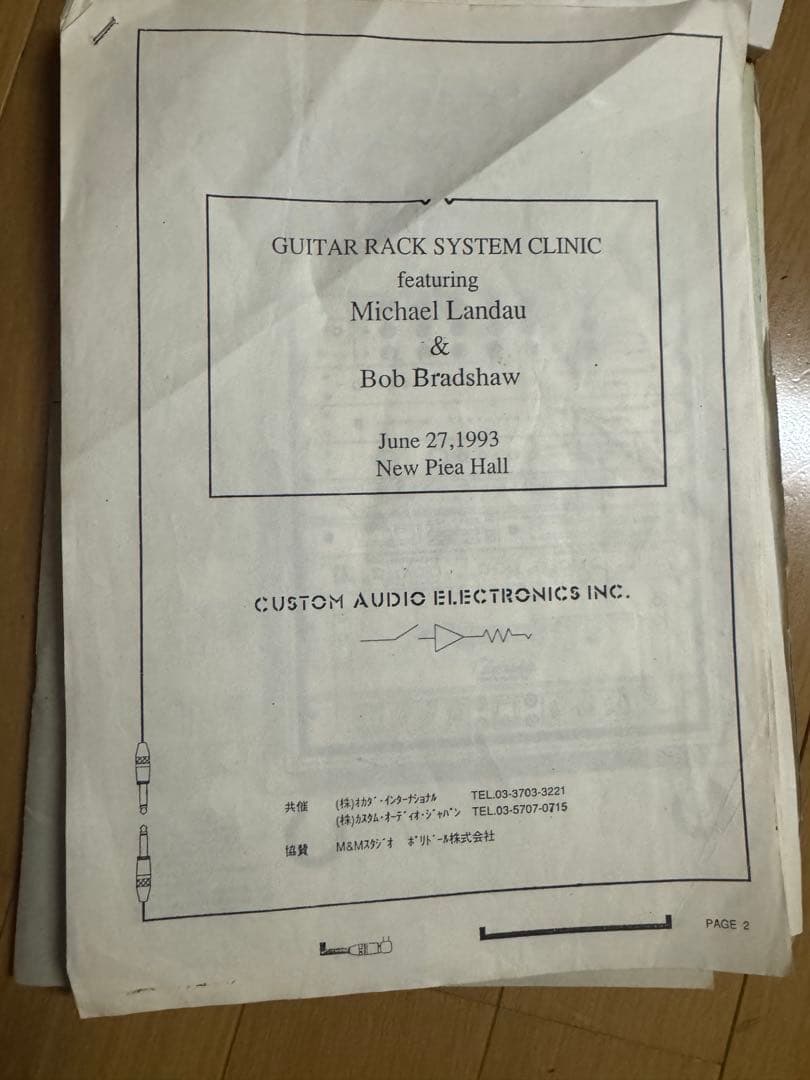 GUITAR RACK SYSTEM CLINIC
featuring
Michael Landau
&
Bob Bradshaw
June 27,1993
New Piea Hall
CUSTOM AUDIO ELECTRONICS INC.
共催 (株)オカダ・インターナショナル TEL.03-3703-3221
(株)カスタム・オーディオ・ジャパン TEL.03-5707-0715
協賛 M&Mスタジオ ポリドール株式会社
PAGE 2